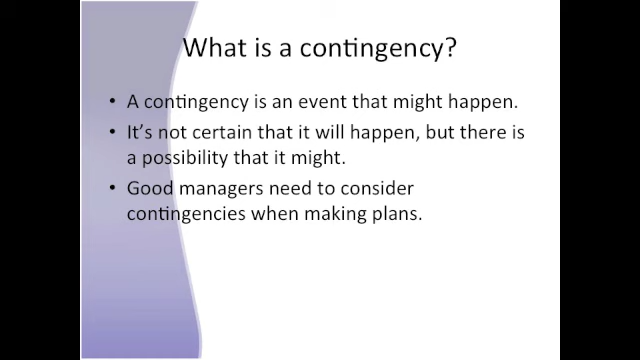 What is a contingency?
• A contingency is an event that might happen.
• It's not certain that it will happen, but there is
a possibility that it might.
• Good managers need to consider
contingencies when making plans.